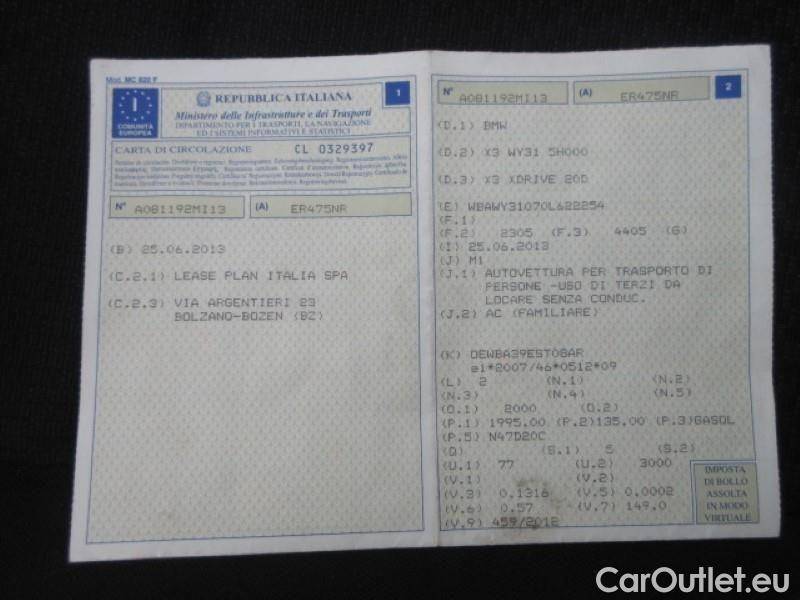 Mod. MC 820 F
I
COMUNITÀ
EUROPEA
REPUBBLICA ITALIANA
1
Ministero delle Infrastrutture e dei Trasporti
DIPARTIMENTO PER I TRASPORTI, LA NAVIGAZIONE
ED I SISTEMI INFORMATIVI E STATISTICI
CARTA DI CIRCOLAZIONE CL 0329397
N° A081192MI13 (A) ER475NR
(B) 25.06.2013
(C.2.1) LEASE PLAN ITALIA SPA
(C.2.3) VIA ARGENTIERI 23
BOLZANO-BOZEN (BZ)
N° A081192MI13 (A) ER475NR 2
(D.1) BMW
(D.2) X3 WY31 5H000
(D.3) X3 XDRIVE 20D
(E) WBAWY31070L622254
(F.1)
(F.2) 2305 (F.3) 4405 (G)
(I) 25.06.2013
(J) M1
(J.1) AUTOVETTURA PER TRASPORTO DI
PERSONE -USO DI TERZI DA
LOCARE SENZA CONDUC.
(J.2) AC (FAMILIARE)
(K) OEWBA39EST08AR
e1*2007/46*0512*09
(L) 2 (N.1) (N.2)
(N.3) (N.4) (N.5)
(O.1) 2000 (O.2)
(P.1) 1995.00 (P.2)135.00 (P.3)GASOL
(P.5) N47D20C
(Q) (S.1) 5 (S.2)
(U.1) 77 (U.2) 3000
(V.1) (V.2)
(V.3) 0.1316 (V.5) 0.0002
(V.6) 0.57 (V.7) 149.0
(V.9) 459/2012
IMPOSTA
DI BOLLO
ASSOLTA
IN MODO
VIRTUALE
CarOutlet.eu